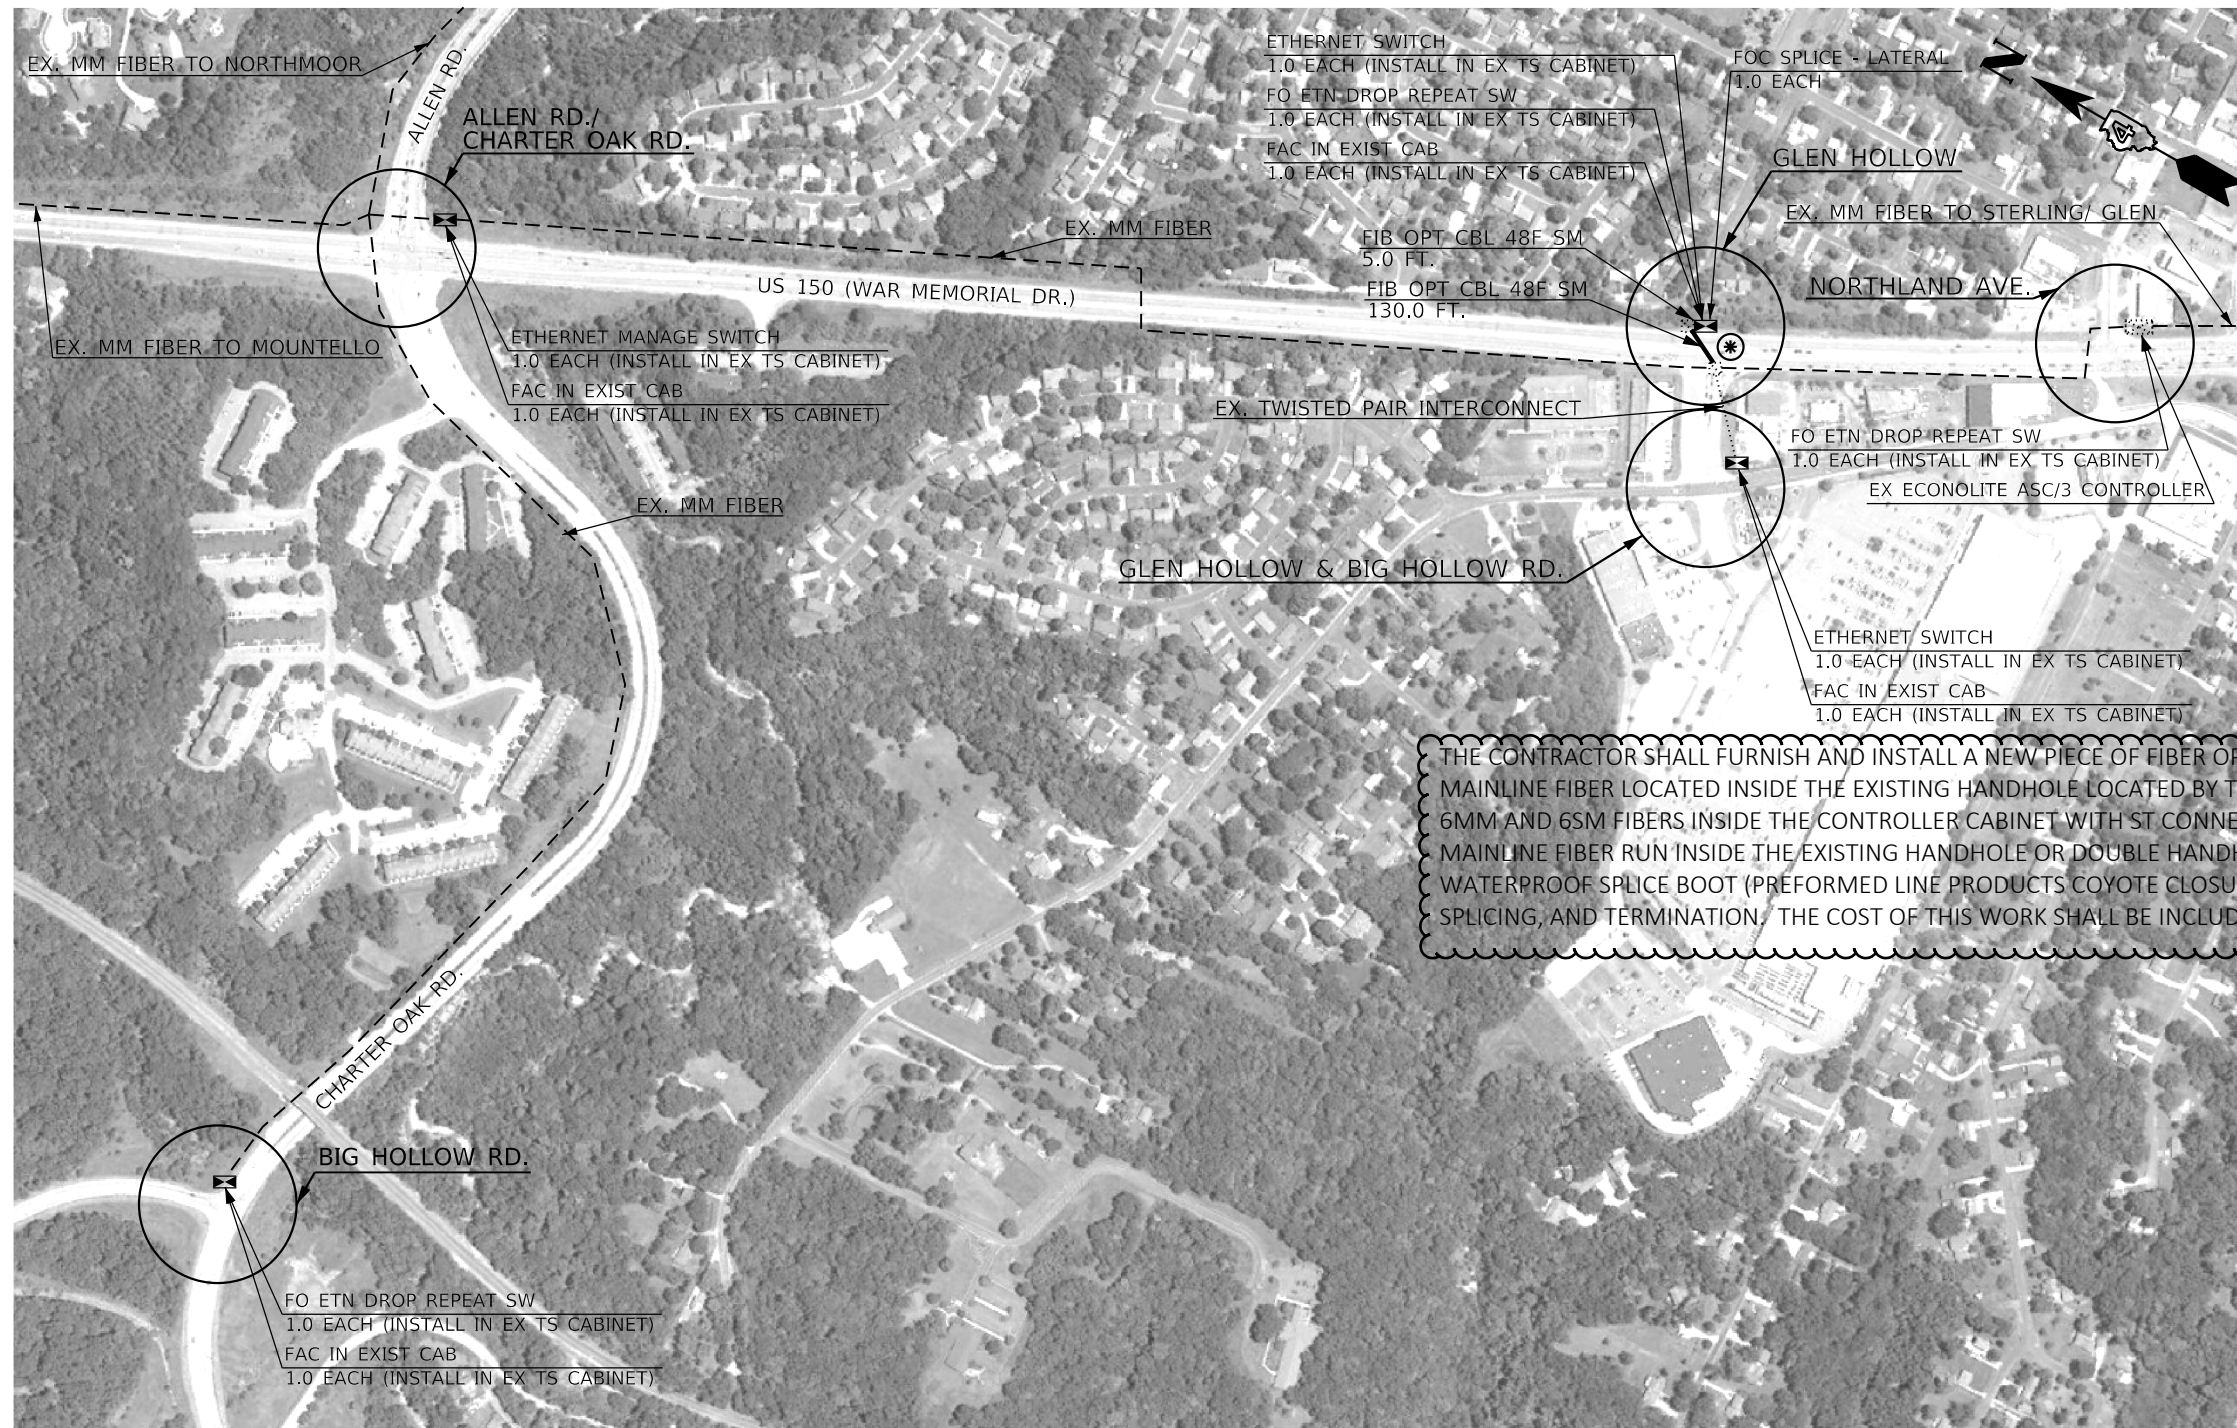 EX. MM FIBER TO NORTHMOOR
ALLEN RD.
ALLEN RD./
CHARTER OAK RD.
ETHERNET SWITCH
1.0 EACH (INSTALL IN EX TS CABINET)
FO ETN DROP REPEAT SW
1.0 EACH (INSTALL IN EX TS CABINET)
FAC IN EXIST CAB
1.0 EACH (INSTALL IN EX TS CABINET)
FOC SPLICE - LATERAL
1.0 EACH
N
4
GLEN HOLLOW
EX. MM FIBER TO STERLING/ GLEN
EX. MM FIBER
FIB OPT CBL 48F SM
5.0 FT.
FIB OPT CBL 48F SM
130.0 FT.
NORTHLAND AVE.
US 150 (WAR MEMORIAL DR.)
EX. MM FIBER TO MOUNTELLO
ETHERNET MANAGE SWITCH
1.0 EACH (INSTALL IN EX TS CABINET)
FAC IN EXIST CAB
1.0 EACH (INSTALL IN EX TS CABINET)
EX. TWISTED PAIR INTERCONNECT
FO ETN DROP REPEAT SW
1.0 EACH (INSTALL IN EX TS CABINET)
EX ECONOLITE ASC/3 CONTROLLER
EX. MM FIBER
GLEN HOLLOW & BIG HOLLOW RD.
ETHERNET SWITCH
1.0 EACH (INSTALL IN EX TS CABINET)
FAC IN EXIST CAB
1.0 EACH (INSTALL IN EX TS CABINET)
THE CONTRACTOR SHALL FURNISH AND INSTALL A NEW PIECE OF FIBER
MAINLINE FIBER LOCATED INSIDE THE EXISTING HANDHOLE LOCATED BY
6MM AND 6SM FIBERS INSIDE THE CONTROLLER CABINET WITH ST
MAINLINE FIBER RUN INSIDE THE EXISTING HANDHOLE OR DOUBLE
WATERPROOF SPLICE BOOT (PREFORMED LINE PRODUCTS COYOTE
SPLICING, AND TERMINATION. THE COST OF THIS WORK SHALL BE
CHARTER OAK RD.
BIG HOLLOW RD.
FO ETN DROP REPEAT SW
1.0 EACH (INSTALL IN EX TS CABINET)
FAC IN EXIST CAB
1.0 EACH (INSTALL IN EX TS CABINET)